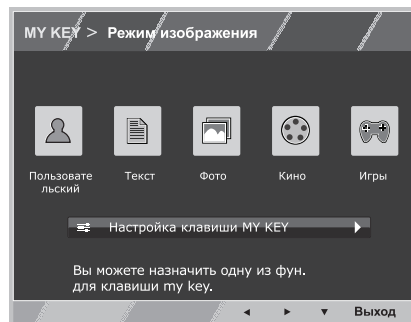 MY KEY > Режим изображения
Пользовате
льский
Текст
Фото
Кино
Игры
Настройка клавиши MY KEY
Вы можете назначить одну из фун.
для клавиши my key.
Выход